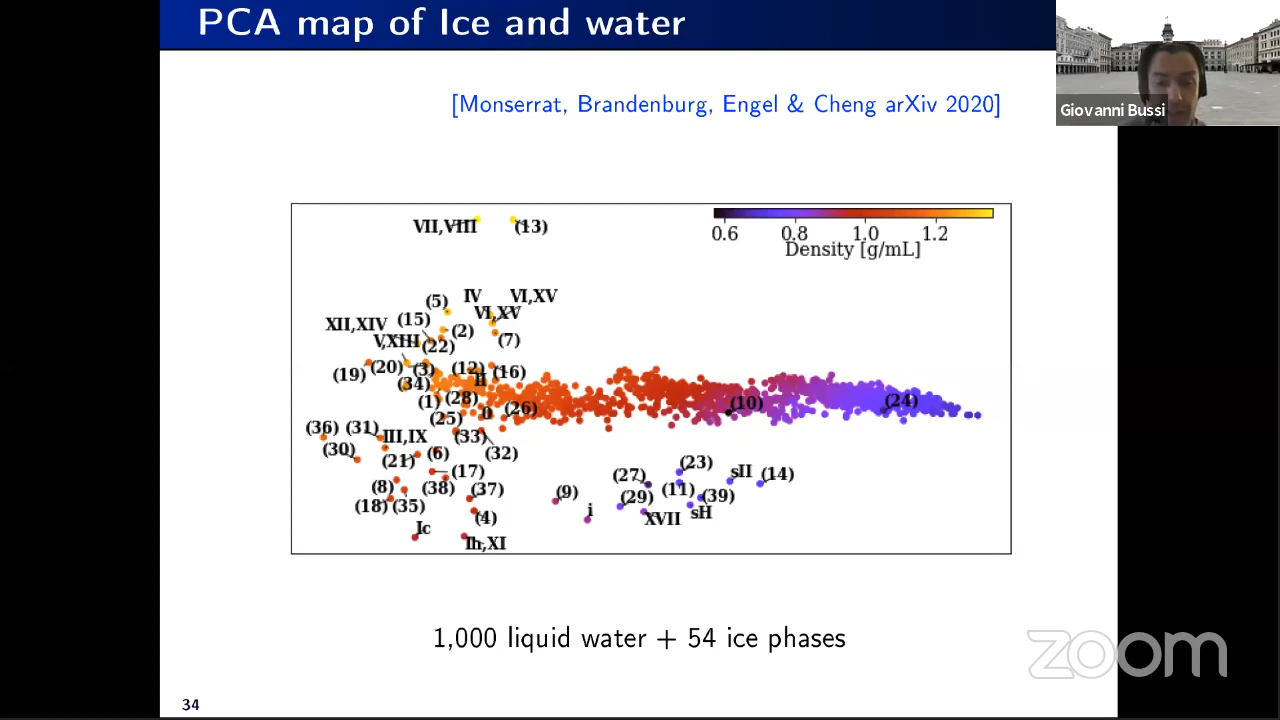 PCA map of Ice and water
[Monserrat, Brandenburg, Engel & Cheng arXiv 2020]
Giovanni Bussi
VII,VIII
(13)
0.6 0.8 1.0 1.2
Density [g/mL]
(5)
IV
VI,XV
VI,XV
XII,XIV
(15)
(2)
(7)
V,XIII
(22)
(19)
(20)
(3)
(12)
(16)
(34)
II
(1)
(28)
(10)
(24)
(25)
0
(26)
(36)
(31)
III,IX
(33)
(30)
(21)
(6)
(32)
(17)
(23)
(27)
sII
(14)
(8)
(38)
(37)
(9)
(29)
(11)
(39)
(18)
(35)
(4)
i
XVII
sH
Ic
Ih,XI
1,000 liquid water + 54 ice phases
zoom
34